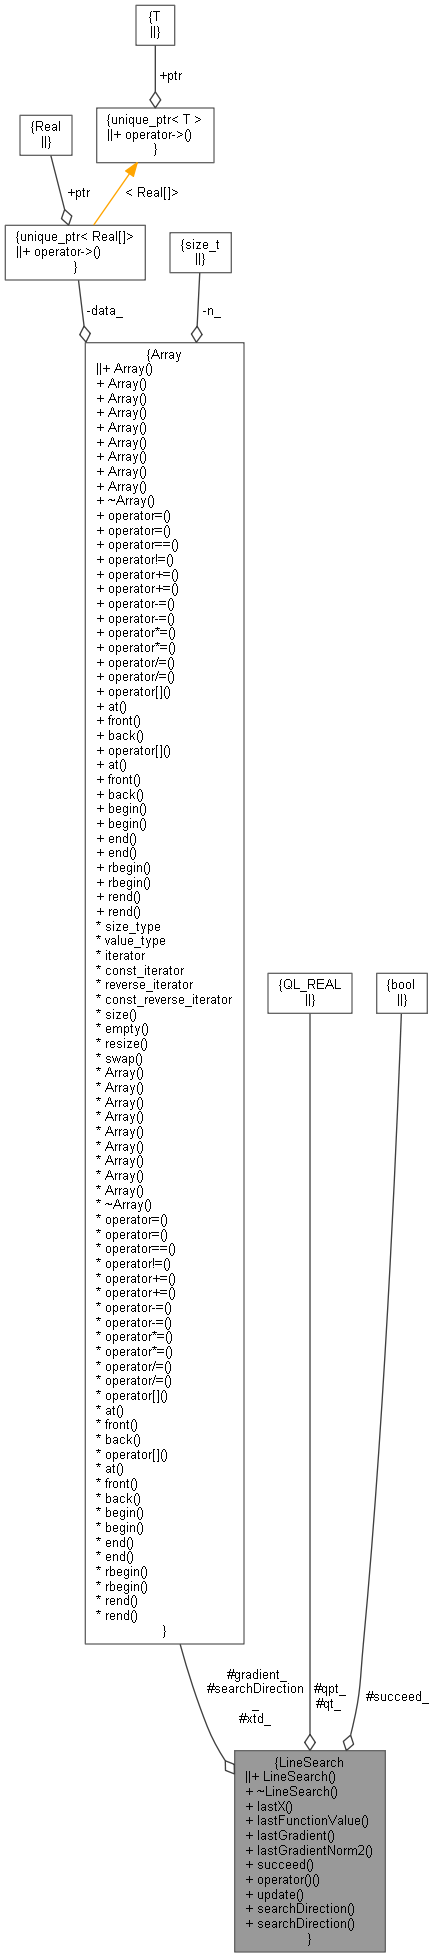 {T
||}
+ptr
{unique_ptr< T >
||+ operator->()
}
{Real
||}
+ptr
< Real[]>
{unique_ptr< Real[]>
||+ operator->()
}
{size_t
||}
-data_
-n_
{Array
||+ Array()
+ Array()
+ Array()
+ Array()
+ Array()
+ Array()
+ Array()
+ Array()
+ Array()
+ ~Array()
+ operator=()
+ operator=()
+ operator==()
+ operator!=()
+ operator+=()
+ operator+=()
+ operator-=()
+ operator-=()
+ operator*=()
+ operator*=()
+ operator/=()
+ operator/=()
+ operator[]()
+ at()
+ front()
+ back()
+ operator[]()
+ at()
+ front()
+ back()
+ begin()
+ begin()
+ end()
+ end()
+ rbegin()
+ rbegin()
+ rend()
+ rend()
* size_type
* value_type
* iterator
* const_iterator
* reverse_iterator
* const_reverse_iterator
* size()
* empty()
* resize()
* swap()
* Array()
* Array()
* Array()
* Array()
* Array()
* Array()
* Array()
* Array()
* Array()
* ~Array()
* operator=()
* operator=()
* operator==()
* operator!=()
* operator+=()
* operator+=()
* operator-=()
* operator-=()
* operator*=()
* operator*=()
* operator/=()
* operator/=()
* operator[]()
* at()
* front()
* back()
* operator[]()
* at()
* front()
* back()
* begin()
* begin()
* end()
* end()
* rbegin()
* rbegin()
* rend()
* rend()
}
{QL_REAL
||}
{bool
||}
#gradient_
#searchDirection
_
#xtd_
#qpt_
#qt_
#succeed_
{LineSearch
||+ LineSearch()
+ ~LineSearch()
+ lastX()
+ lastFunctionValue()
+ lastGradient()
+ lastGradientNorm2()
+ succeed()
+ operator()()
+ update()
+ searchDirection()
+ searchDirection()
}